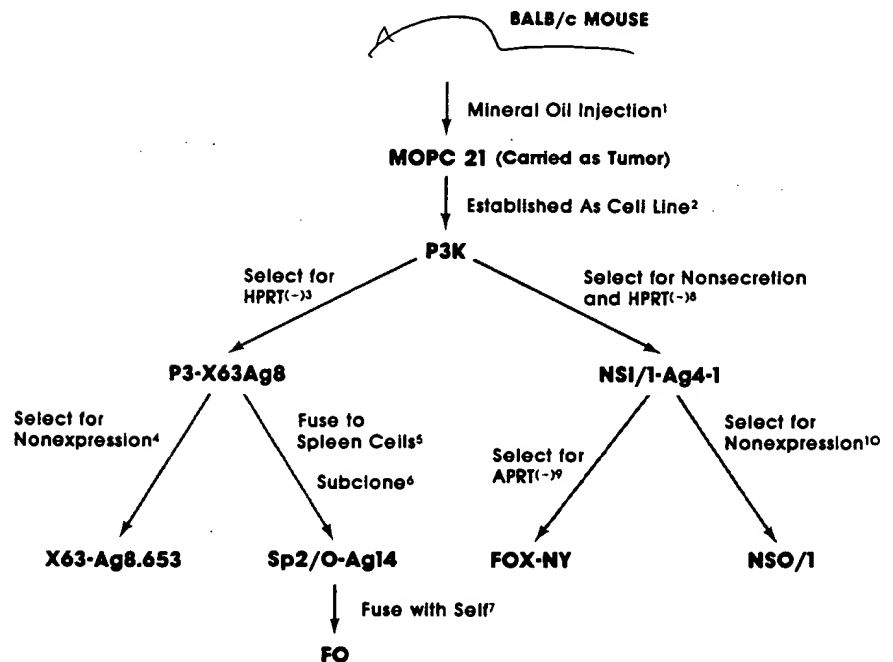 BALB/c MOUSE
Mineral Oil Injection¹
MOPC 21 (Carried as Tumor)
Established As Cell Line²
P3K
Select for
HPRT(-)³
Select for Nonsecretion
and HPRT(-)⁸
P3-X63Ag8
NSI/1-Ag4-1
Select for
Nonexpression⁴
Fuse to
Spleen Cells⁵
Subclone⁶
Select for
APRT(-)⁹
Select for
Nonexpression¹⁰
X63-Ag8.653
Sp2/O-Ag14
FOX-NY
NSO/1
Fuse with Self⁷
FO